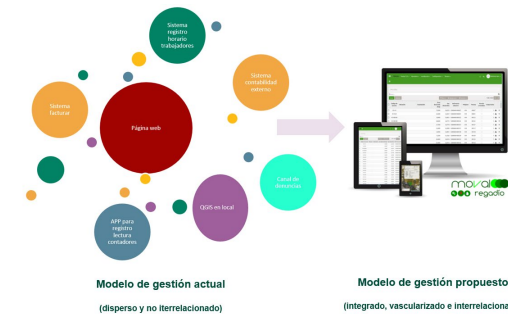 Sistema
registro
horario
trabajadores
Sistema
contabilidad
externo
Sistema
facturar
Página web
Canal de
denuncias
QGIS en local
APP para
registro
lectura
contadores
moval
regadío
Modelo de gestión actual
(disperso y no iterrelacionado)
Modelo de gestión propuesto
(integrado, vascularizado e interrelaciona